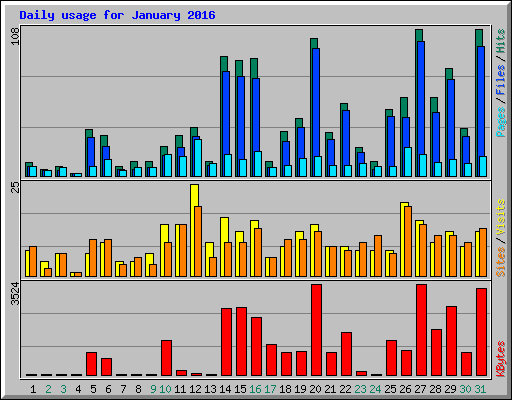 Daily usage for January 2016
108
Pages / Files / Hits
25
Sites / Visits
3524
KBytes
1 2 3 4 5 6 7 8 9 10 11 12 13 14 15 16 17 18 19 20 21 22 23 24 25 26 27 28 29 30 31